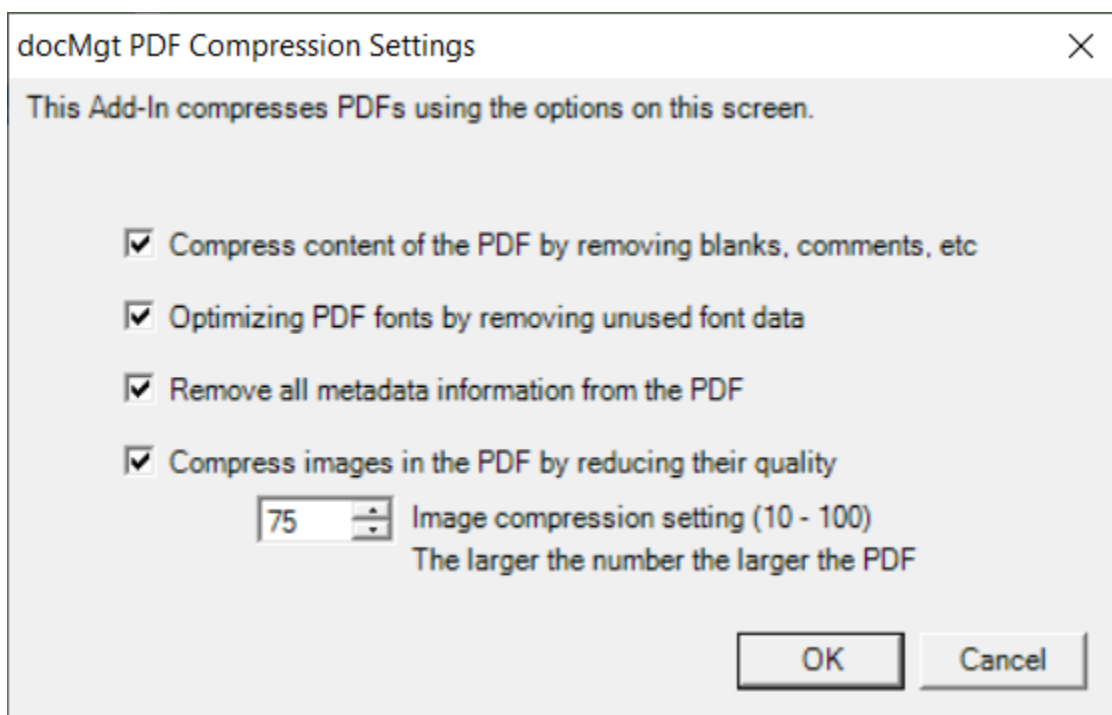 docMgt PDF Compression Settings
This Add-In compresses PDFs using the options on this screen.
Compress content of the PDF by removing blanks, comments, etc
Optimizing PDF fonts by removing unused font data
Remove all metadata information from the PDF
Compress images in the PDF by reducing their quality
75 Image compression setting (10 - 100)
The larger the number the larger the PDF
OK Cancel